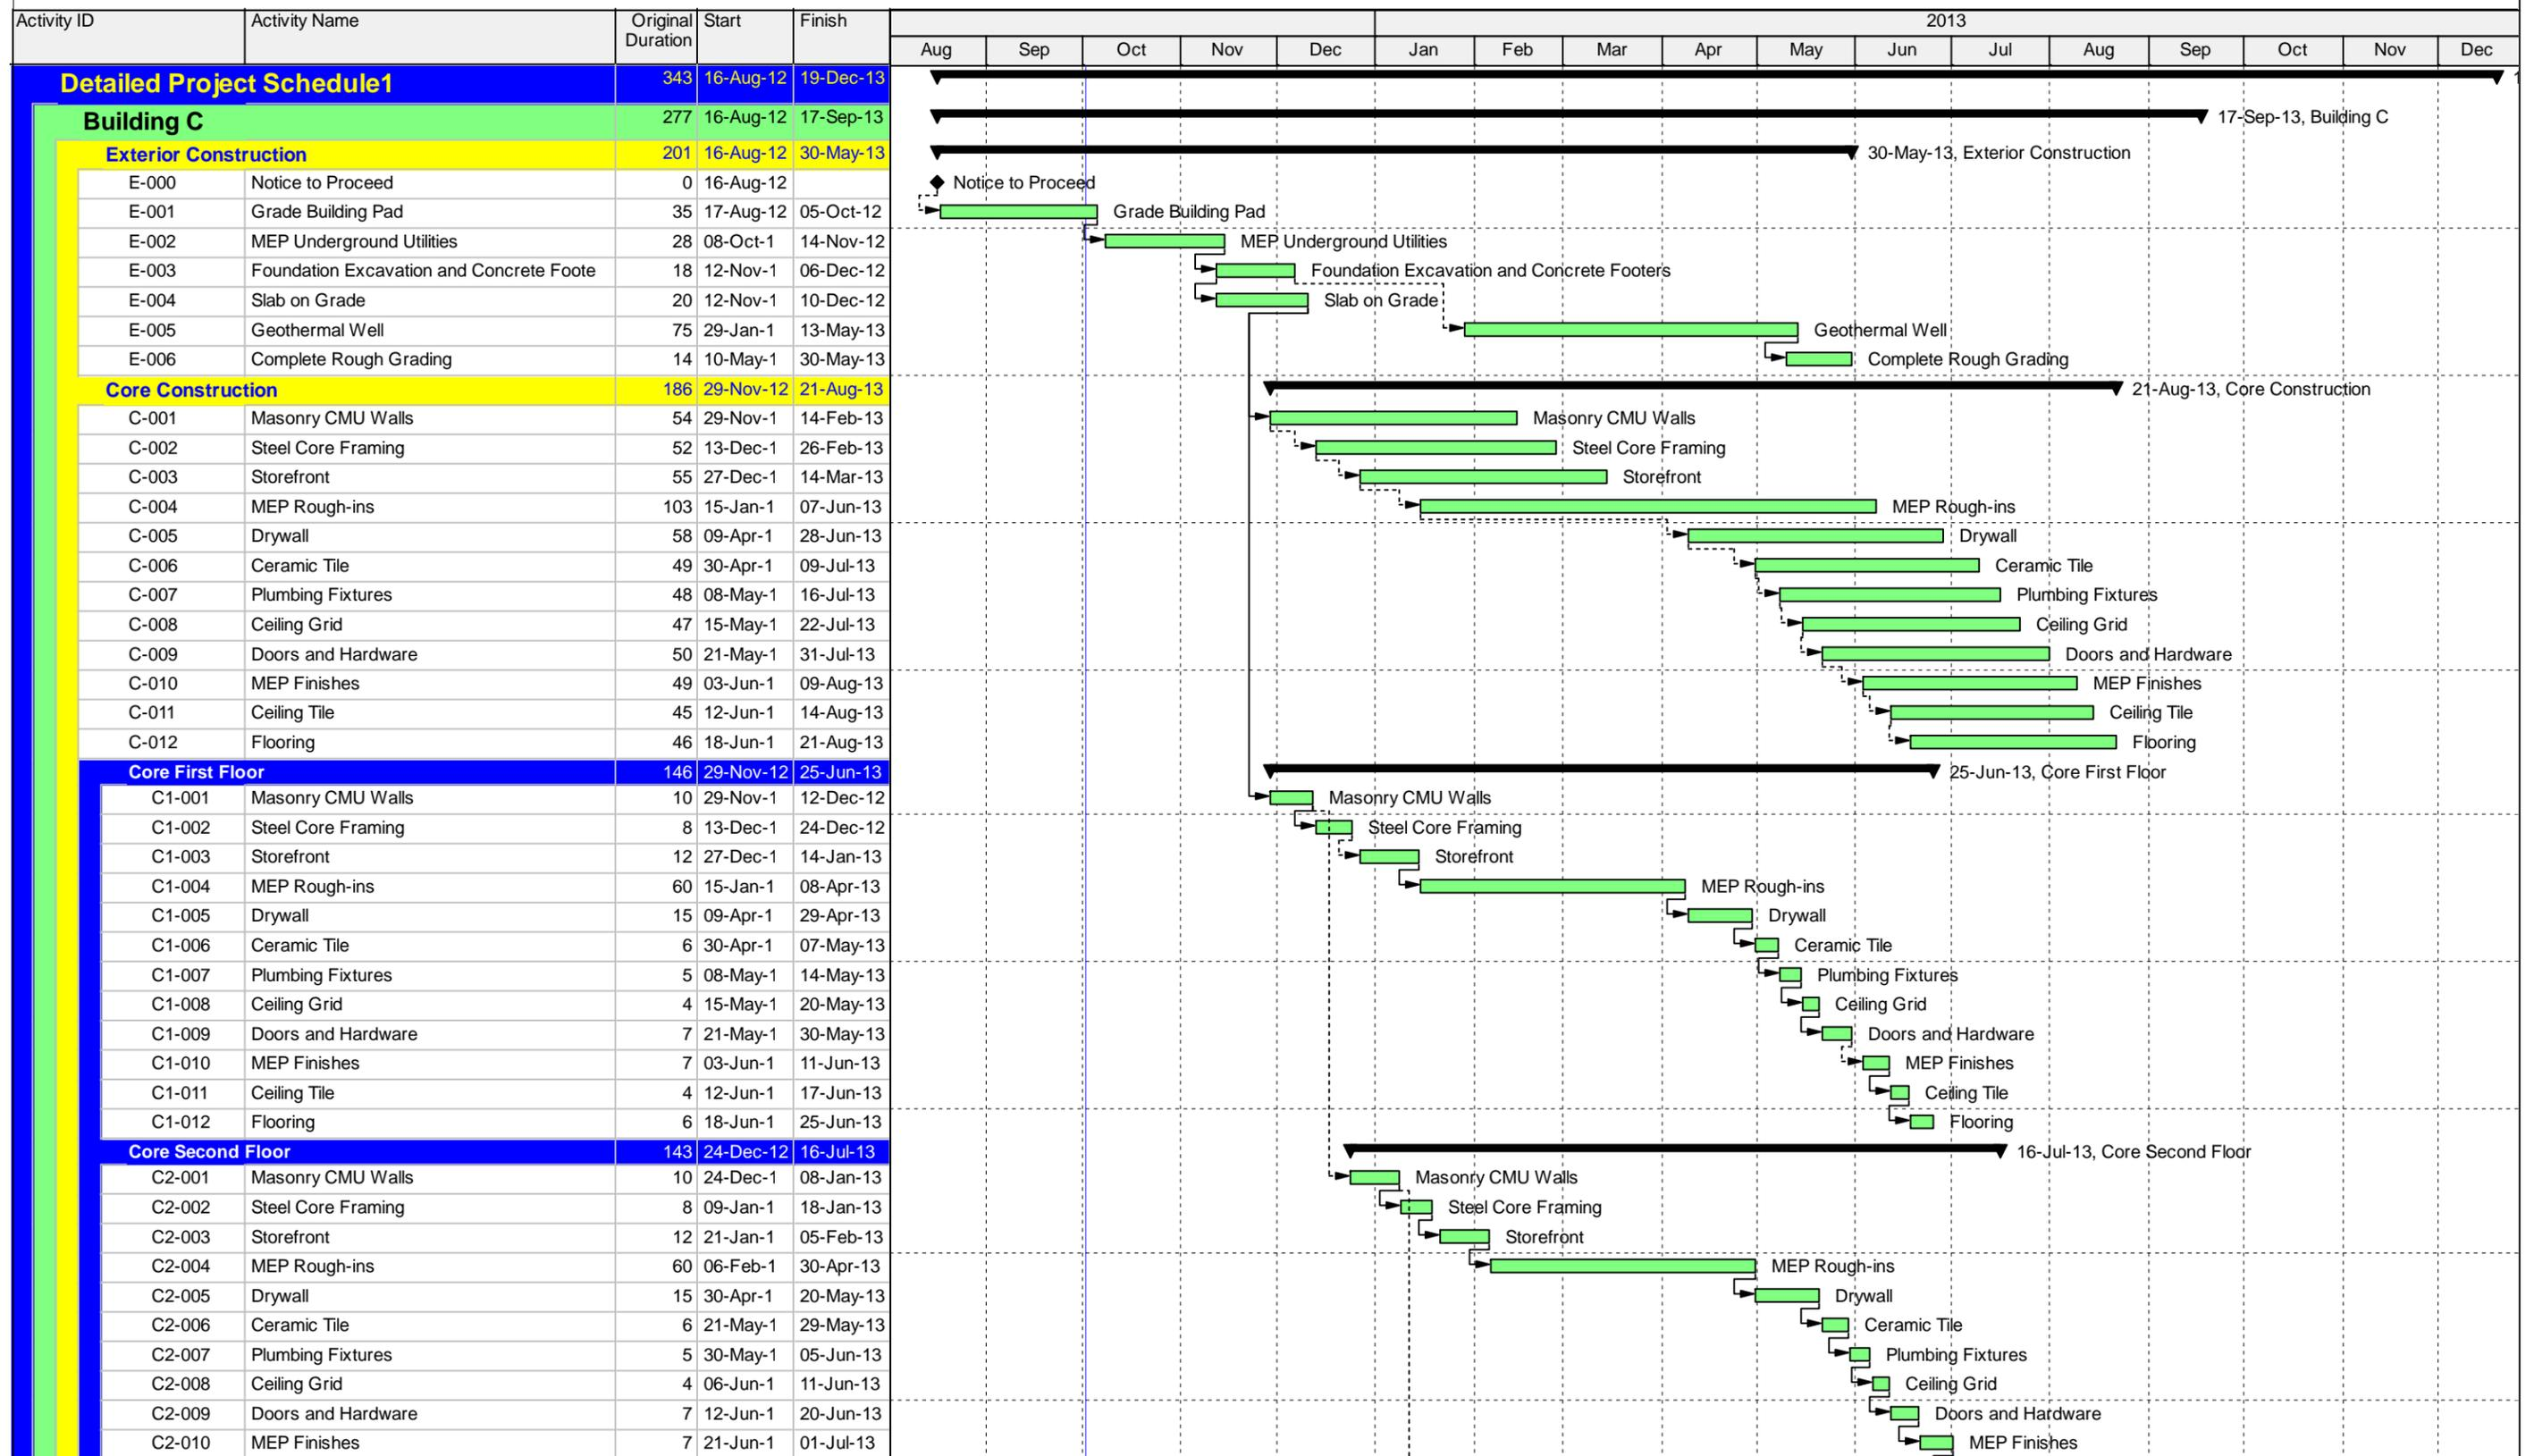 Activity ID Activity Name Original Duration Start Finish 2013
Aug Sep Oct Nov Dec Jan Feb Mar Apr May Jun Jul Aug Sep Oct Nov Dec
Detailed Project Schedule1 343 16-Aug-12 19-Dec-13 1
Building C 277 16-Aug-12 17-Sep-13 17-Sep-13, Building C
Exterior Construction 201 16-Aug-12 30-May-13 30-May-13, Exterior Construction
E-000 Notice to Proceed 0 16-Aug-12 Notice to Proceed
E-001 Grade Building Pad 35 17-Aug-12 05-Oct-12 Grade Building Pad
E-002 MEP Underground Utilities 28 08-Oct-1 14-Nov-12 MEP Underground Utilities
E-003 Foundation Excavation and Concrete Foote 18 12-Nov-1 06-Dec-12 Foundation Excavation and Concrete Footers
E-004 Slab on Grade 20 12-Nov-1 10-Dec-12 Slab on Grade
E-005 Geothermal Well 75 29-Jan-1 13-May-13 Geothermal Well
E-006 Complete Rough Grading 14 10-May-1 30-May-13 Complete Rough Grading
Core Construction 186 29-Nov-12 21-Aug-13 21-Aug-13, Core Construction
C-001 Masonry CMU Walls 54 29-Nov-1 14-Feb-13 Masonry CMU Walls
C-002 Steel Core Framing 52 13-Dec-1 26-Feb-13 Steel Core Framing
C-003 Storefront 55 27-Dec-1 14-Mar-13 Storefront
C-004 MEP Rough-ins 103 15-Jan-1 07-Jun-13 MEP Rough-ins
C-005 Drywall 58 09-Apr-1 28-Jun-13 Drywall
C-006 Ceramic Tile 49 30-Apr-1 09-Jul-13 Ceramic Tile
C-007 Plumbing Fixtures 48 08-May-1 16-Jul-13 Plumbing Fixtures
C-008 Ceiling Grid 47 15-May-1 22-Jul-13 Ceiling Grid
C-009 Doors and Hardware 50 21-May-1 31-Jul-13 Doors and Hardware
C-010 MEP Finishes 49 03-Jun-1 09-Aug-13 MEP Finishes
C-011 Ceiling Tile 45 12-Jun-1 14-Aug-13 Ceiling Tile
C-012 Flooring 46 18-Jun-1 21-Aug-13 Flooring
Core First Floor 146 29-Nov-12 25-Jun-13 25-Jun-13, Core First Floor
C1-001 Masonry CMU Walls 10 29-Nov-1 12-Dec-12 Masonry CMU Walls
C1-002 Steel Core Framing 8 13-Dec-1 24-Dec-12 Steel Core Framing
C1-003 Storefront 12 27-Dec-1 14-Jan-13 Storefront
C1-004 MEP Rough-ins 60 15-Jan-1 08-Apr-13 MEP Rough-ins
C1-005 Drywall 15 09-Apr-1 29-Apr-13 Drywall
C1-006 Ceramic Tile 6 30-Apr-1 07-May-13 Ceramic Tile
C1-007 Plumbing Fixtures 5 08-May-1 14-May-13 Plumbing Fixtures
C1-008 Ceiling Grid 4 15-May-1 20-May-13 Ceiling Grid
C1-009 Doors and Hardware 7 21-May-1 30-May-13 Doors and Hardware
C1-010 MEP Finishes 7 03-Jun-1 11-Jun-13 MEP Finishes
C1-011 Ceiling Tile 4 12-Jun-1 17-Jun-13 Ceiling Tile
C1-012 Flooring 6 18-Jun-1 25-Jun-13 Flooring
Core Second Floor 143 24-Dec-12 16-Jul-13 16-Jul-13, Core Second Floor
C2-001 Masonry CMU Walls 10 24-Dec-1 08-Jan-13 Masonry CMU Walls
C2-002 Steel Core Framing 8 09-Jan-1 18-Jan-13 Steel Core Framing
C2-003 Storefront 12 21-Jan-1 05-Feb-13 Storefront
C2-004 MEP Rough-ins 60 06-Feb-1 30-Apr-13 MEP Rough-ins
C2-005 Drywall 15 30-Apr-1 20-May-13 Drywall
C2-006 Ceramic Tile 6 21-May-1 29-May-13 Ceramic Tile
C2-007 Plumbing Fixtures 5 30-May-1 05-Jun-13 Plumbing Fixtures
C2-008 Ceiling Grid 4 06-Jun-1 11-Jun-13 Ceiling Grid
C2-009 Doors and Hardware 7 12-Jun-1 20-Jun-13 Doors and Hardware
C2-010 MEP Finishes 7 21-Jun-1 01-Jul-13 MEP Finishes